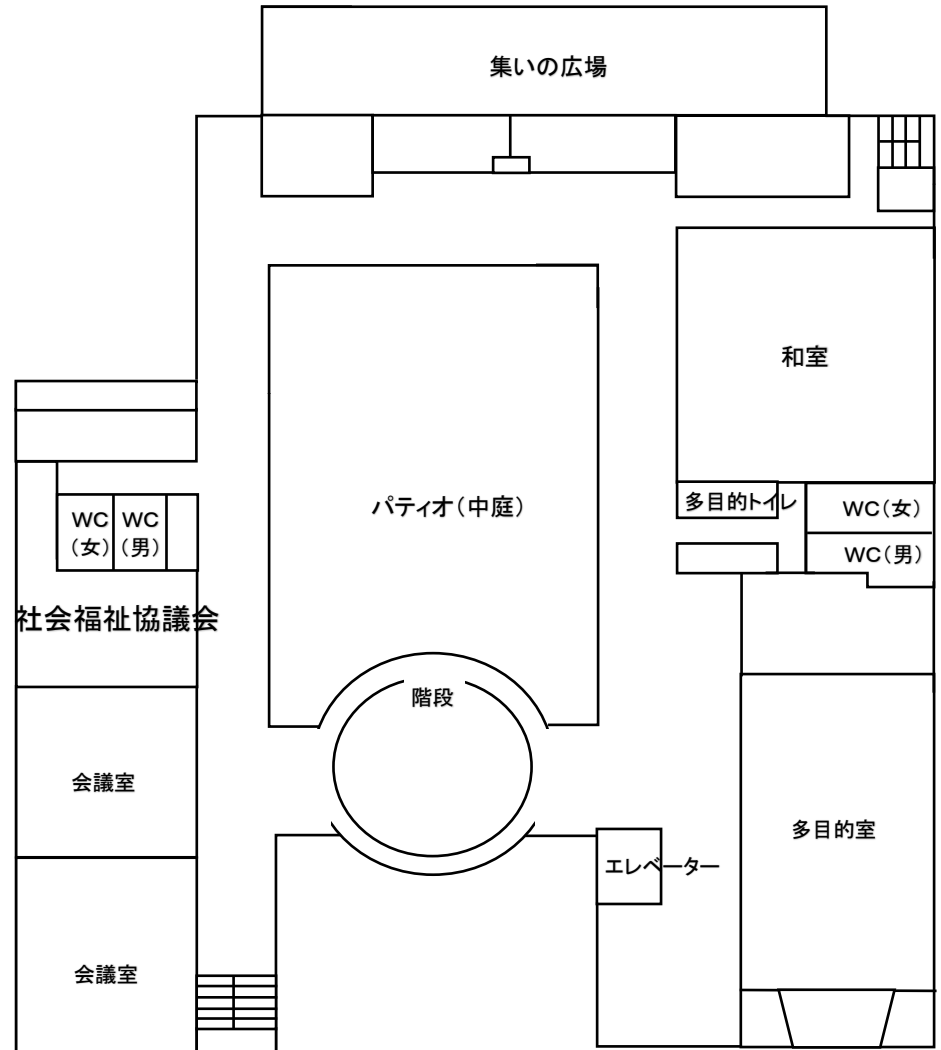 集いの広場
和室
パティオ（中庭）
多目的トイレ
WC（女）
WC（男）
WC
（女）
WC
（男）
社会福祉協議会
階段
会議室
多目的室
エレベーター
会議室